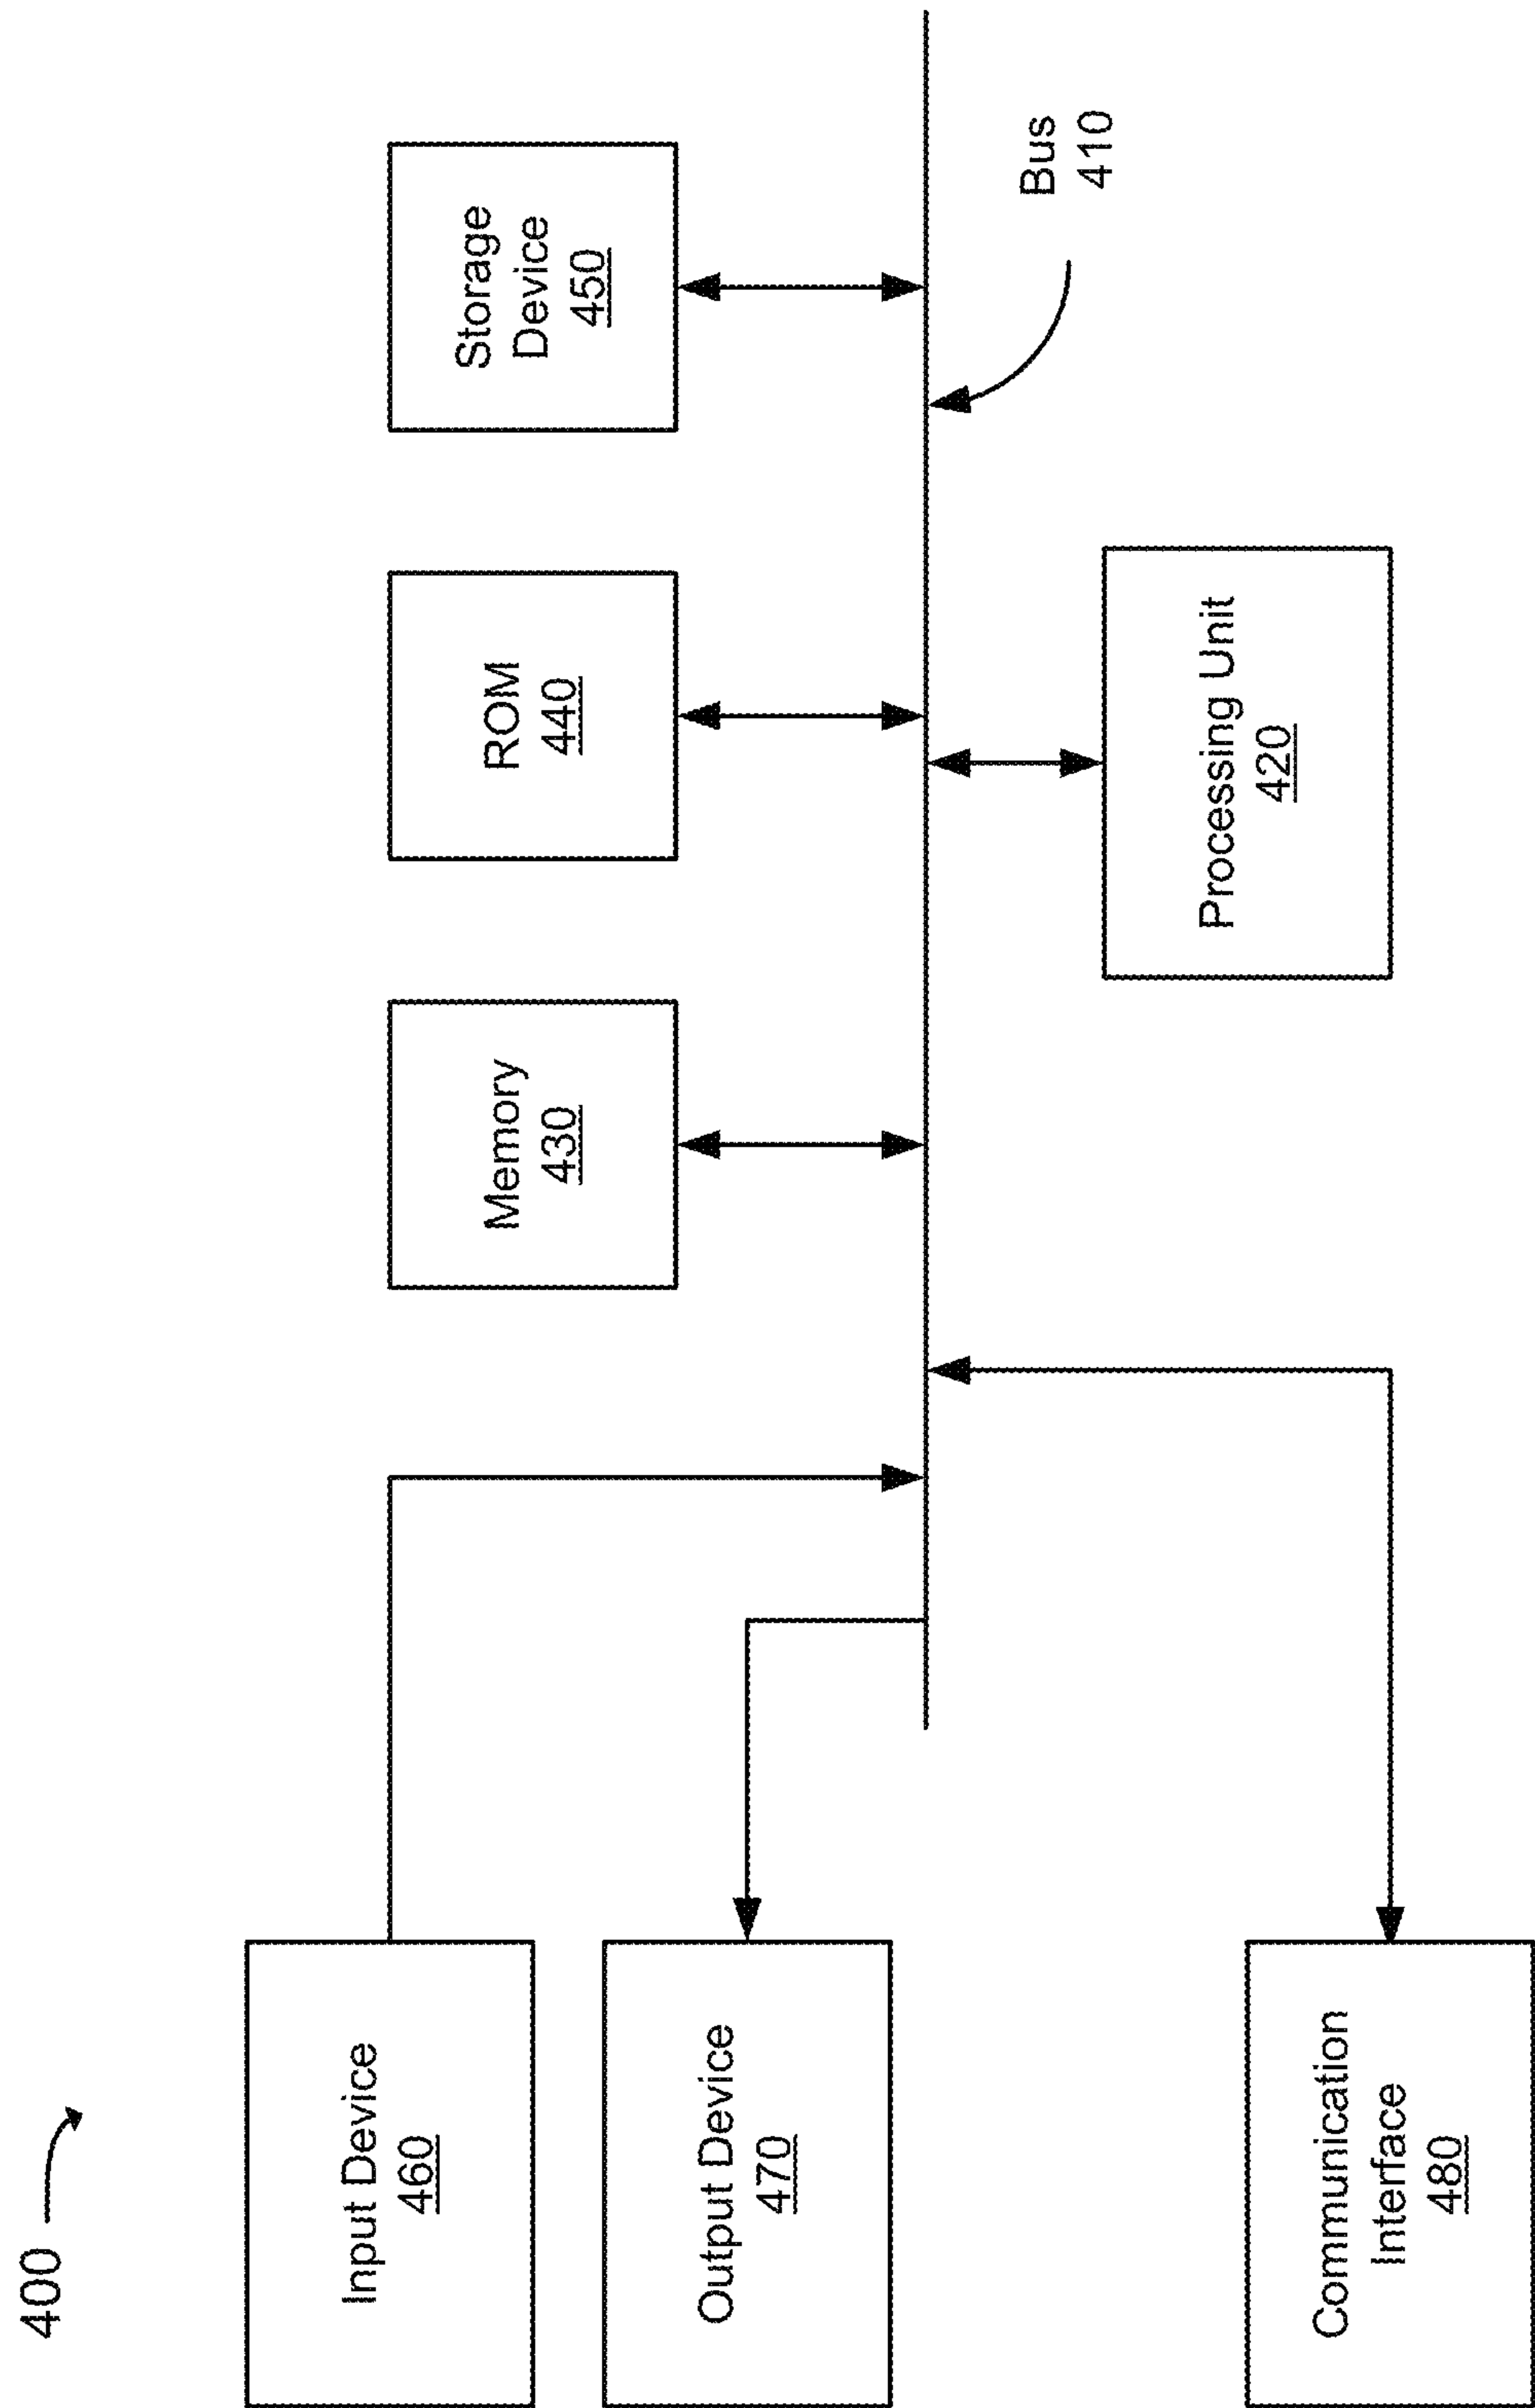 400
Input Device
460
Output Device
470
Communication
Interface
480
Memory
430
ROM
440
Storage
Device
450
Processing Unit
420
Bus
410